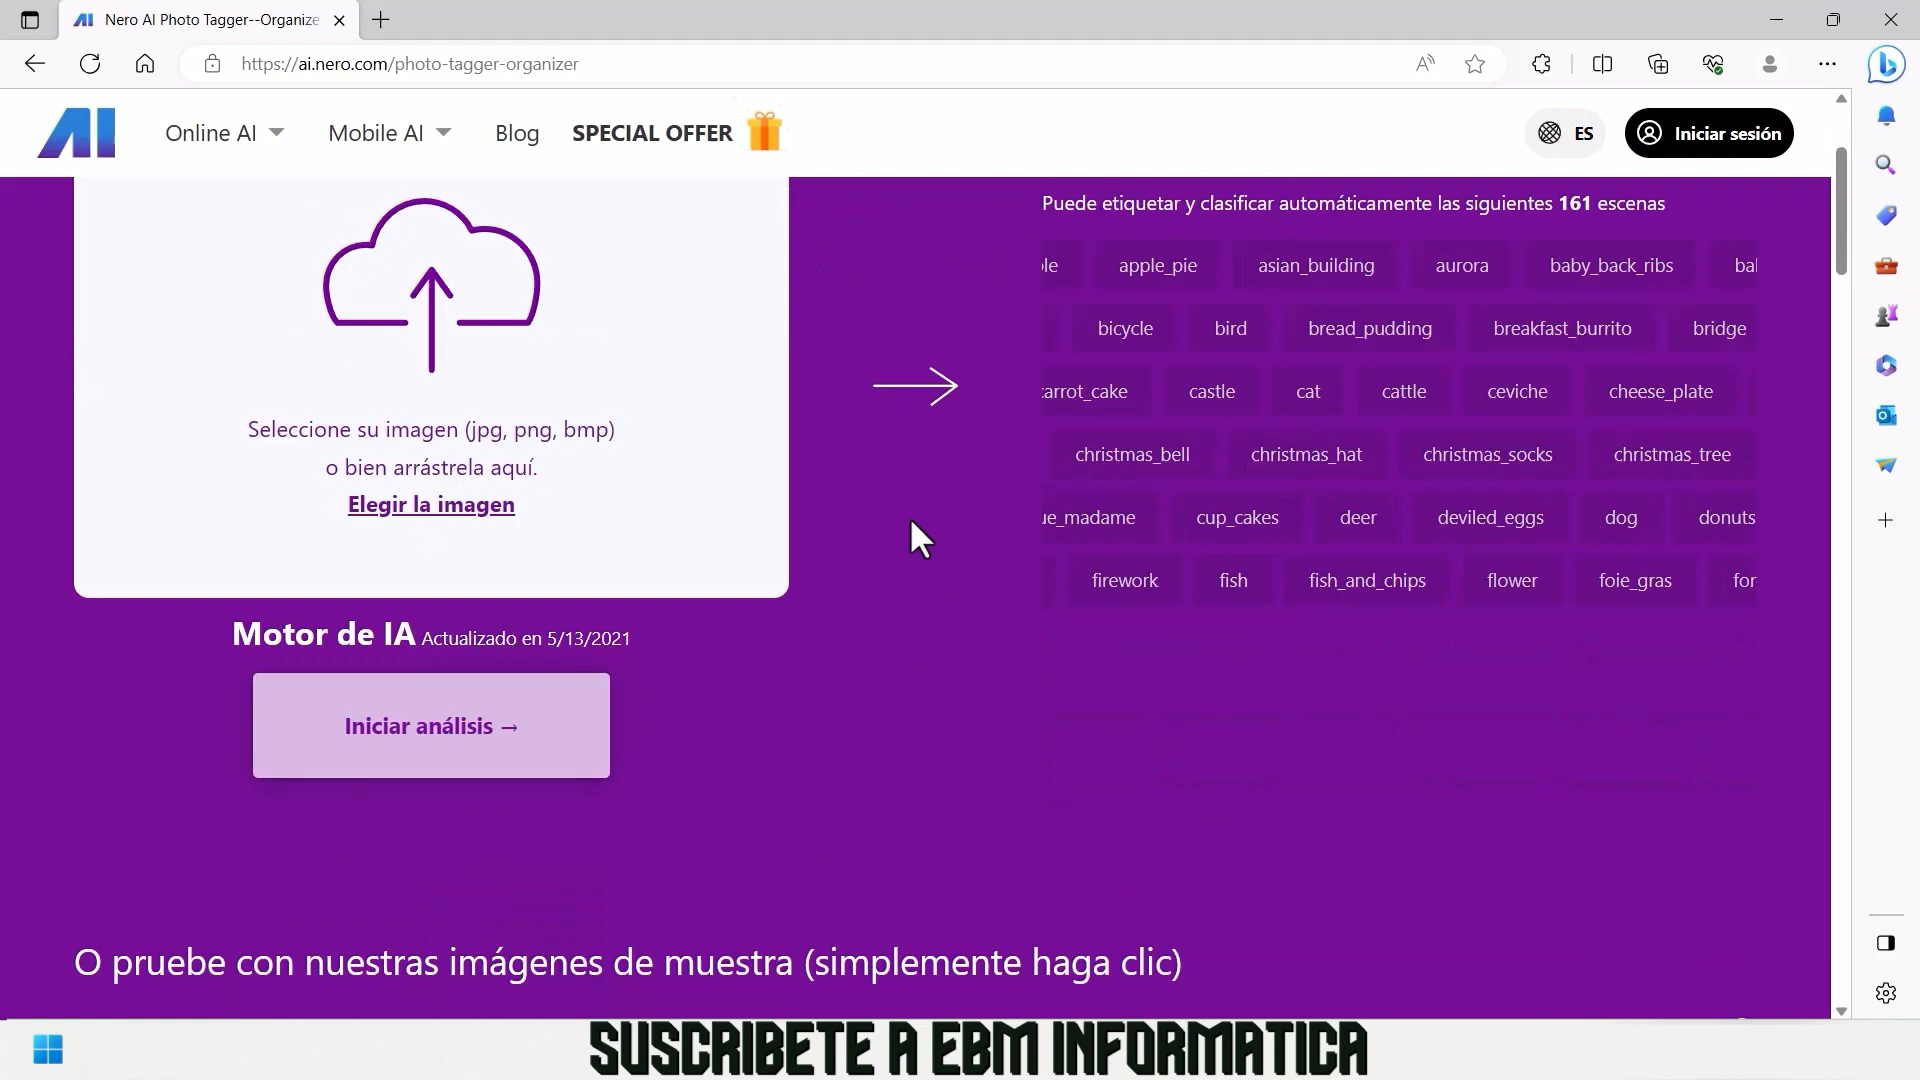 Nero AI Photo Tagger--Organize
https://ai.nero.com/photo-tagger-organizer
AI
Online AI
Mobile AI
Blog
SPECIAL OFFER
ES
Iniciar sesión
Seleccione su imagen (jpg, png, bmp)
o bien arrástrela aquí.
Elegir la imagen
Motor de IA Actualizado en 5/13/2021
Iniciar análisis →
Puede etiquetar y clasificar automáticamente las siguientes 161 escenas
apple_pie asian_building aurora baby_back_ribs
bicycle bird bread_pudding breakfast_burrito bridge
carrot_cake castle cat cattle ceviche cheese_plate
christmas_bell christmas_hat christmas_socks christmas_tree
ue_madame cup_cakes deer deviled_eggs dog donuts
firework fish fish_and_chips flower foie_gras for
O pruebe con nuestras imágenes de muestra (simplemente haga clic)
SUSCRIBETE A EBM INFORMATICA